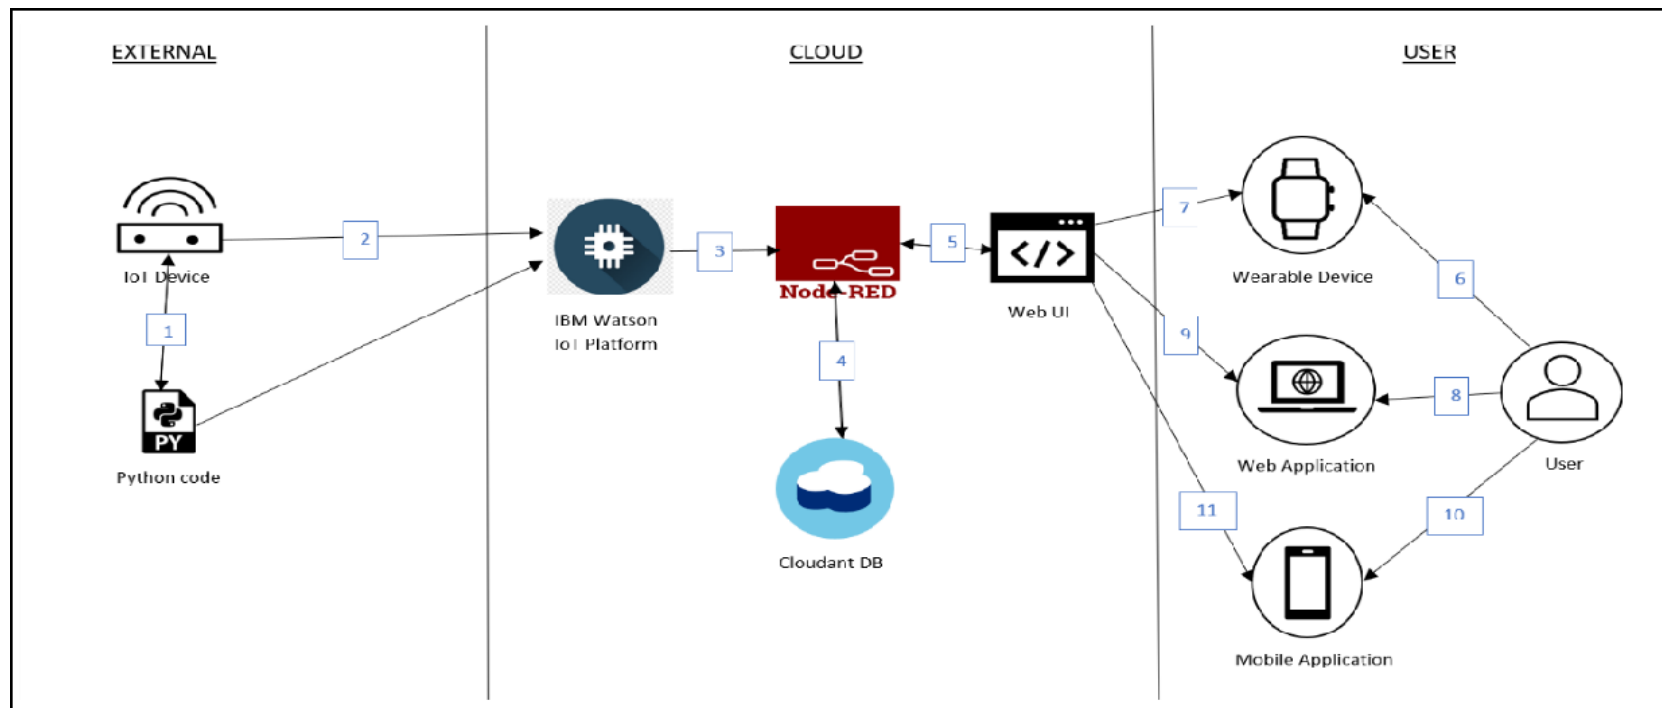 EXTERNAL
CLOUD
USER
IoT Device
1
PY
Python code
2
IBM Watson
IoT Platform
3
Node-RED
4
Cloudant DB
5
</>
Web UI
7
9
11
Wearable Device
Web Application
Mobile Application
6
8
10
User